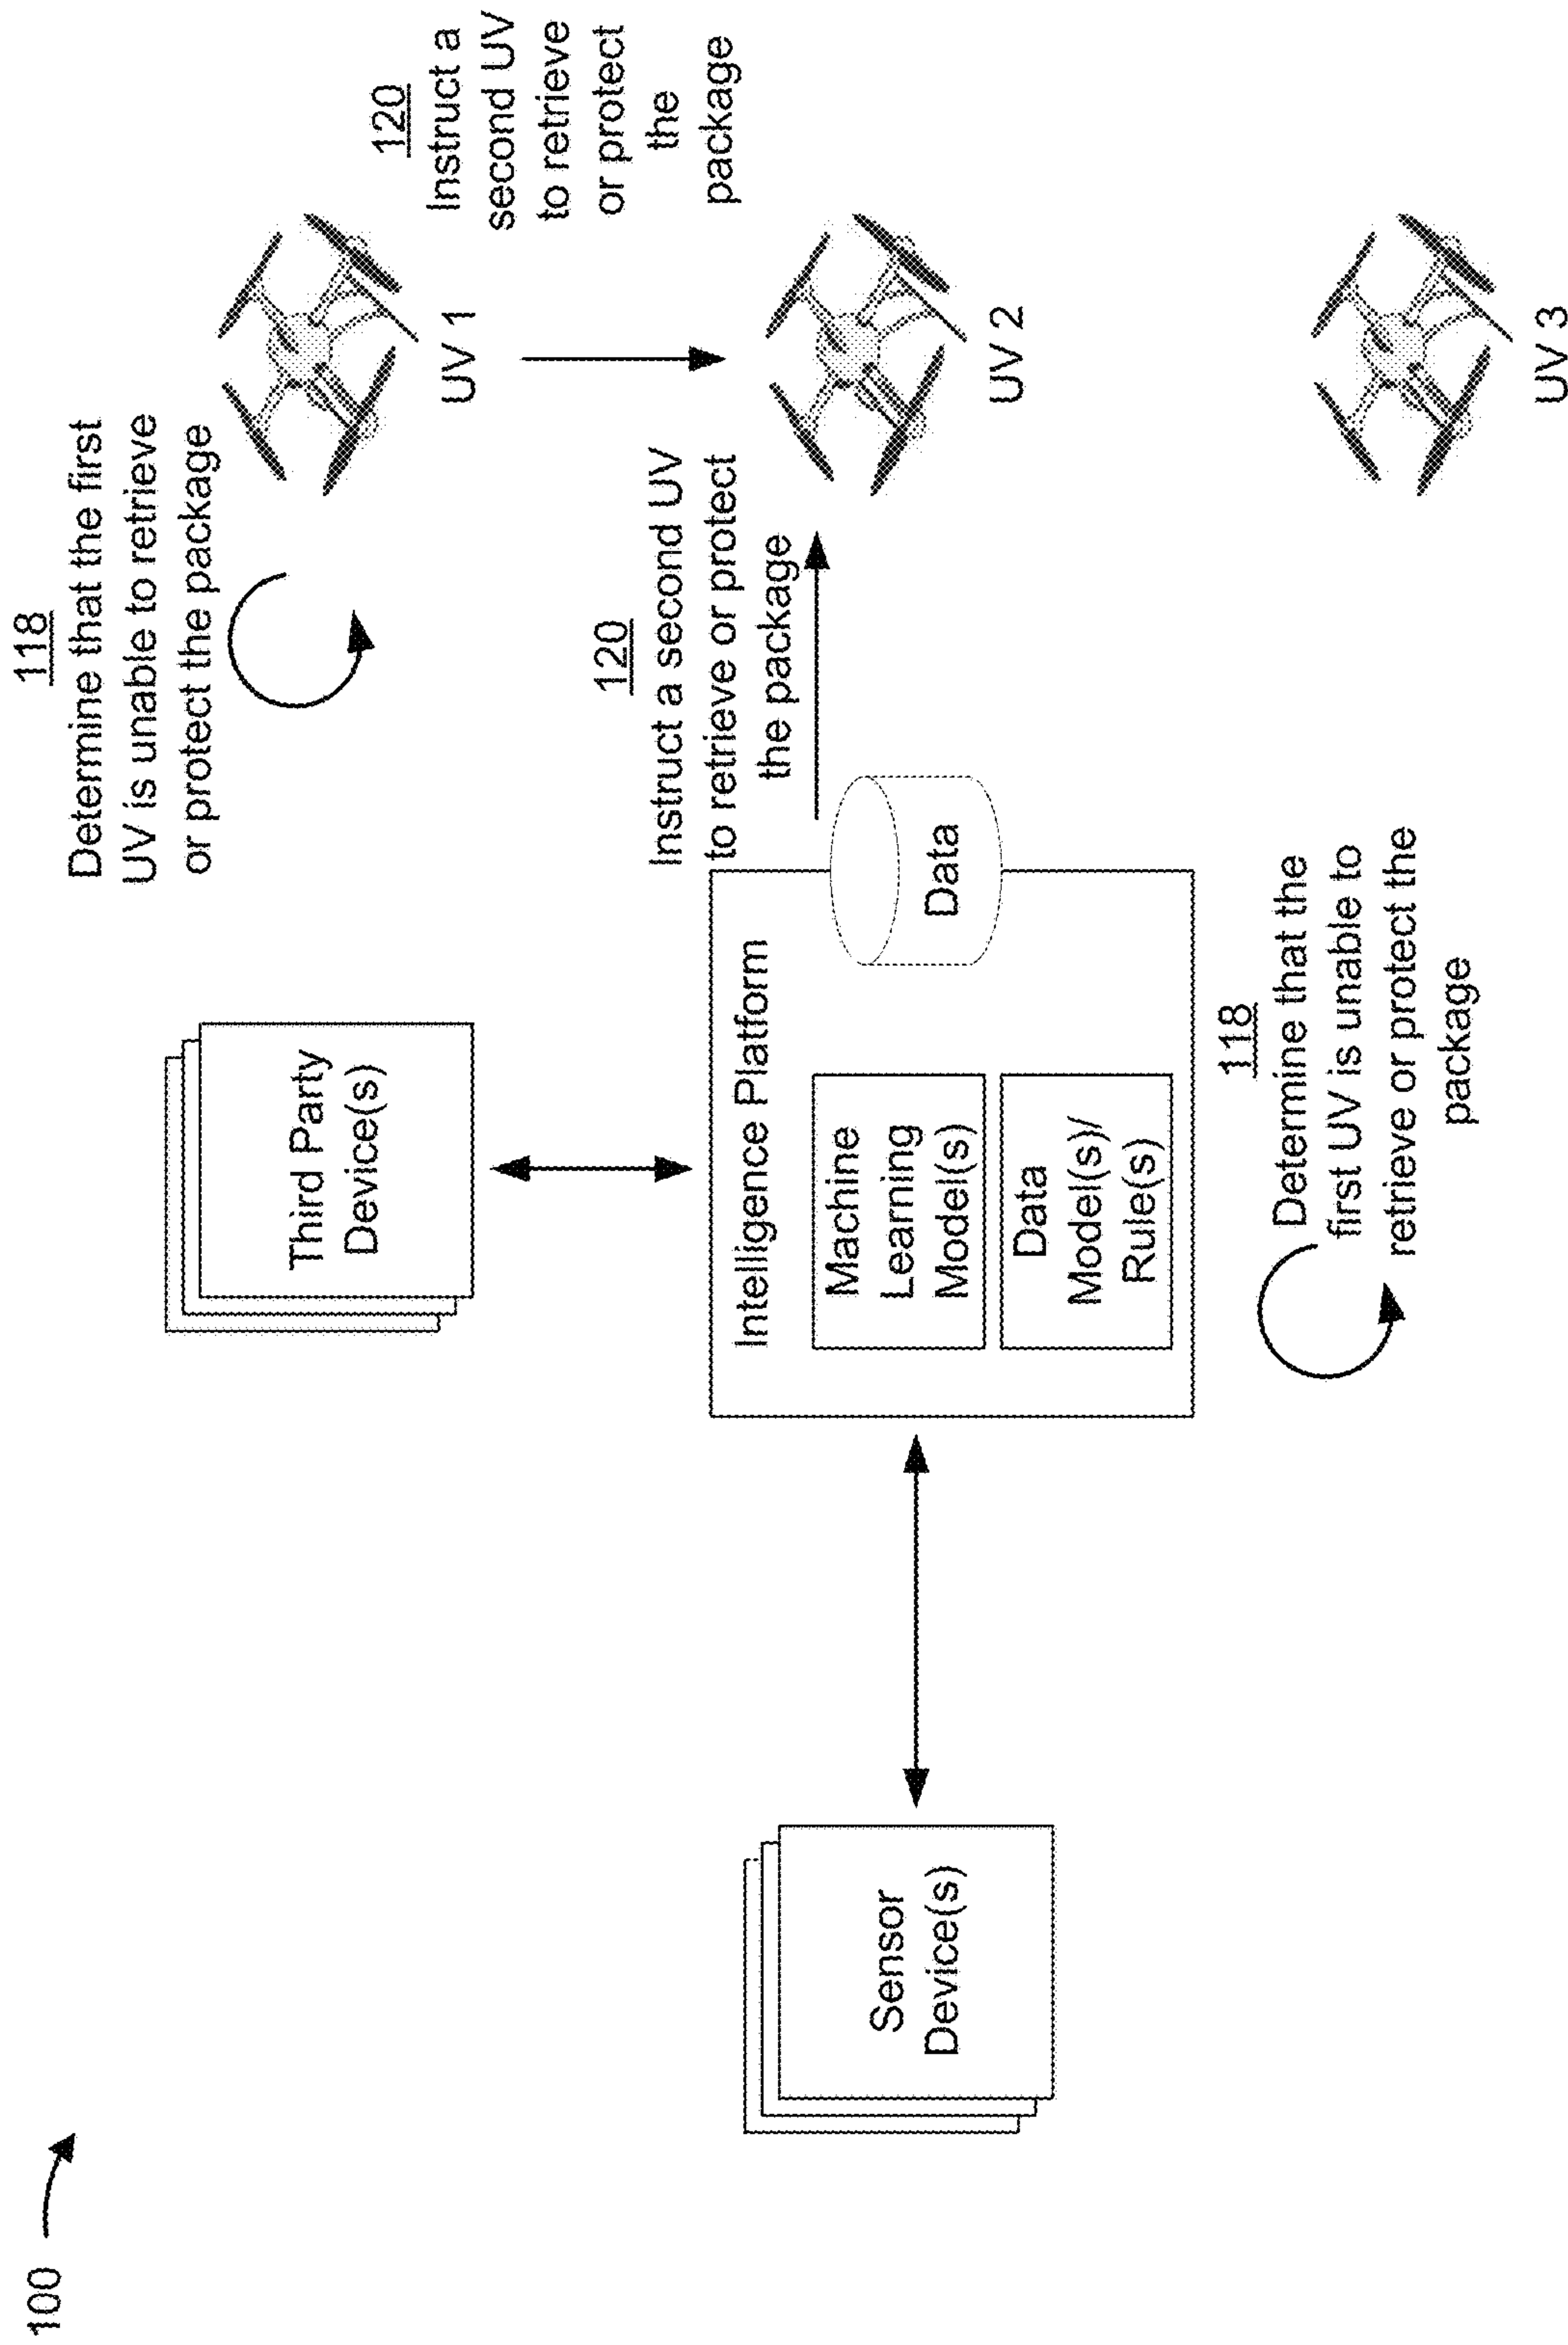 100
118
Determine that the first
UV is unable to retrieve
or protect the package
Third Party
Device(s)
UV 1
120
Instruct a
second UV
to retrieve
or protect
the
package
120
Instruct a second UV
to retrieve or protect
the package
Sensor
Device(s)
Intelligence Platform
Machine
Learning
Model(s)
Data
Model(s)/
Rule(s)
Data
UV 2
118
Determine that the
first UV is unable to
retrieve or protect the
package
UV 3